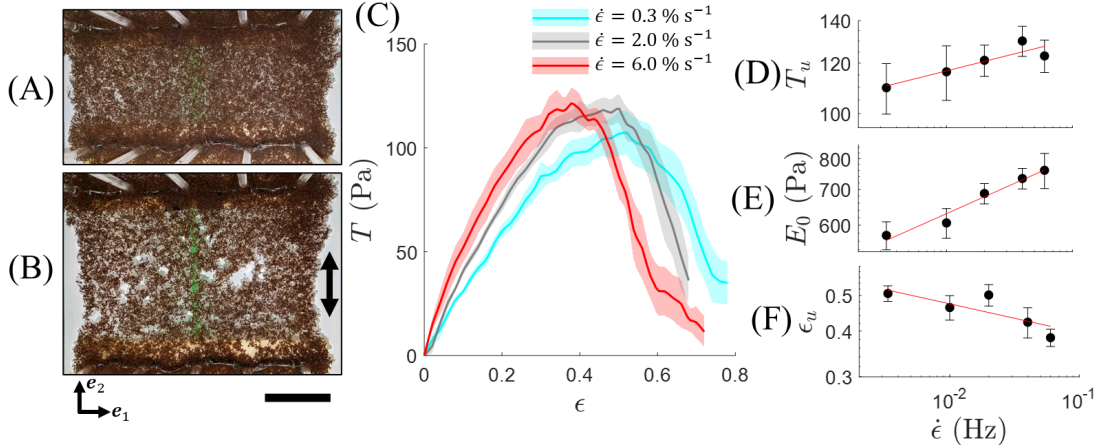 (A)
(B)
e₂
e₁
(C)
ϵ̇ = 0.3 % s⁻¹
ϵ̇ = 2.0 % s⁻¹
ϵ̇ = 6.0 % s⁻¹
150
100
50
0
T (Pa)
0 0.2 0.4 0.6 0.8
ϵ
(D)
T_u
140
120
100
(E)
E₀ (Pa)
800
700
600
(F)
ϵ_u
0.5
0.4
0.3
10⁻² 10⁻¹
ϵ̇ (Hz)